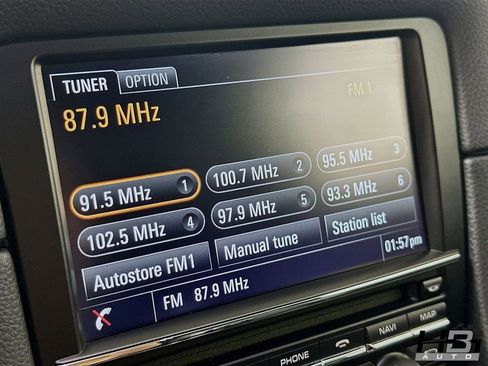 TUNER OPTION
87.9 MHz FM 1
91.5 MHz 1 100.7 MHz 2 95.5 MHz 3
102.5 MHz 4 97.9 MHz 5 93.3 MHz 6
Autostore FM1 Manual tune Station list
FM 87.9 MHz 01:57pm
PHONE NAVI MAP
H3
AUTO